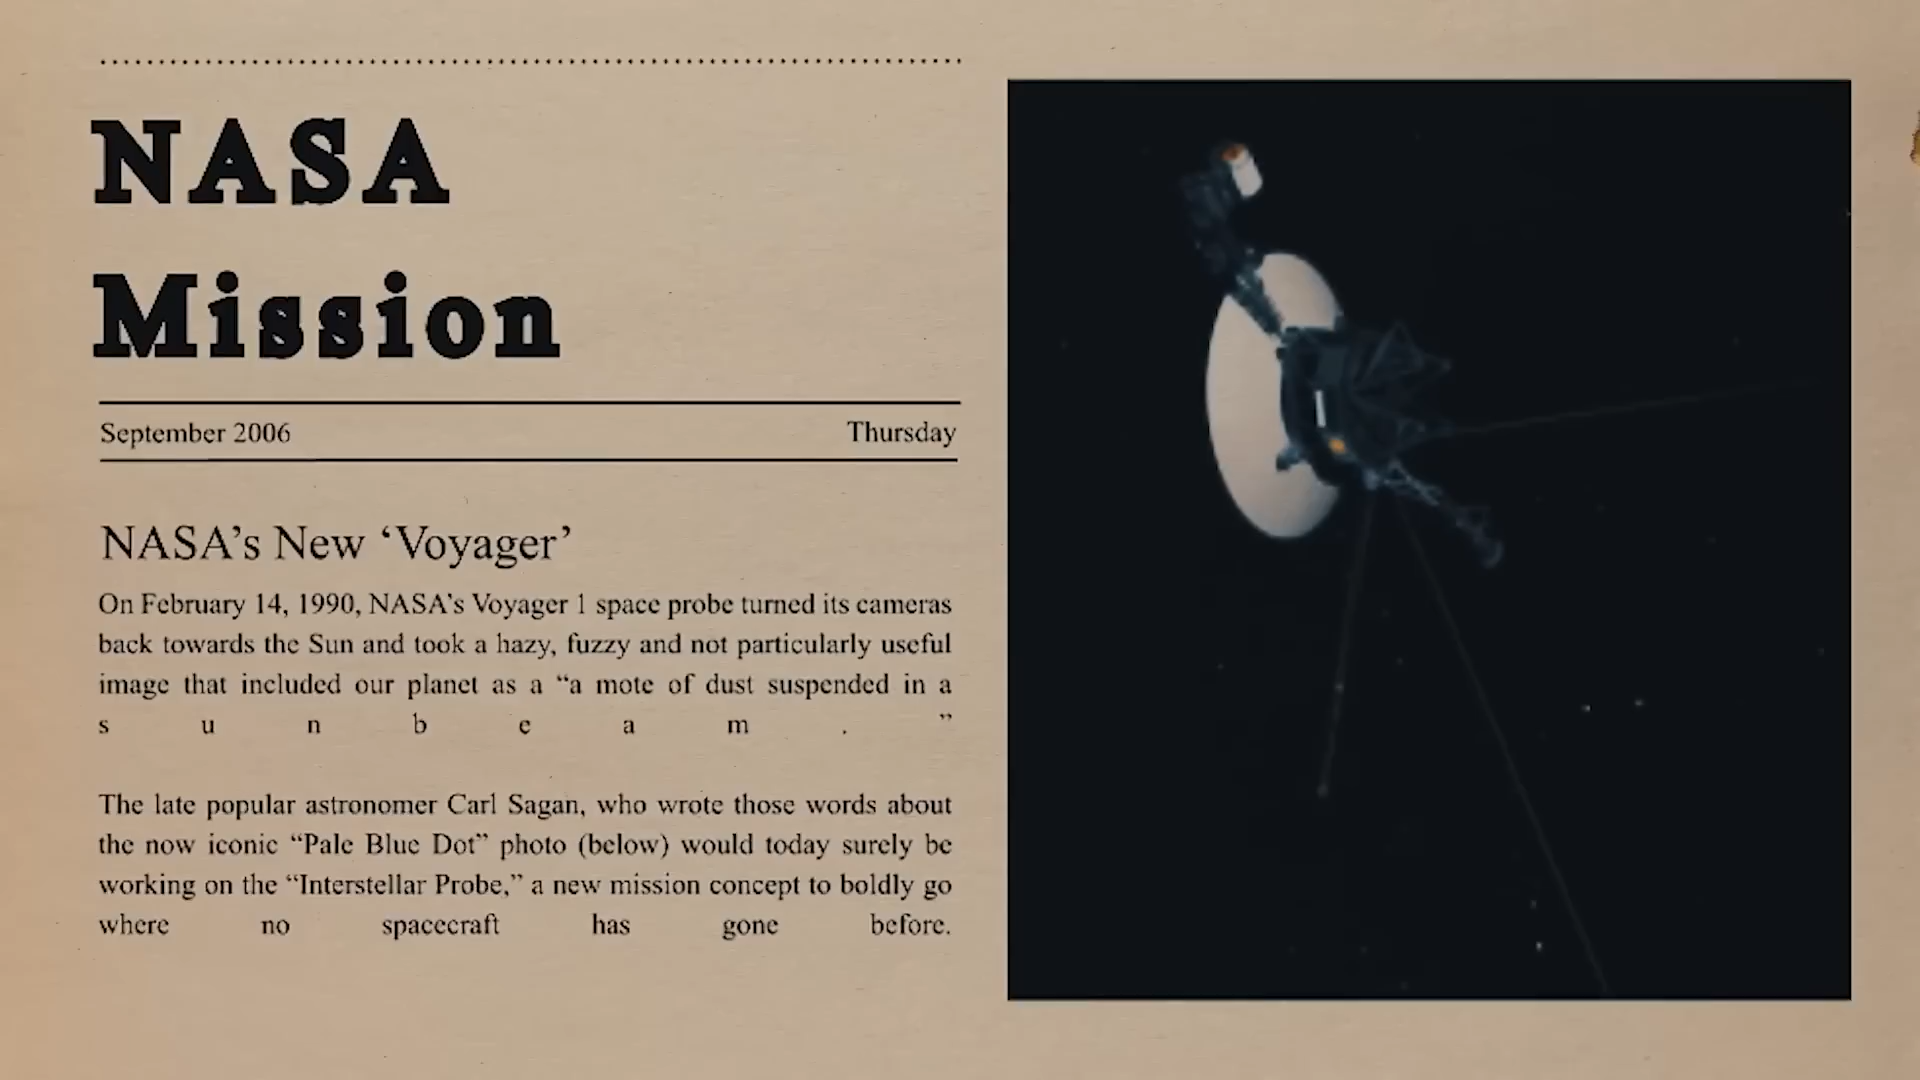 NASA
Mission
September 2006 Thursday
NASA’s New ‘Voyager’
On February 14, 1990, NASA’s Voyager 1 space probe turned its cameras
back towards the Sun and took a hazy, fuzzy and not particularly useful
image that included our planet as a “a mote of dust suspended in a
sunbeam.”
The late popular astronomer Carl Sagan, who wrote those words about
the now iconic “Pale Blue Dot” photo (below) would today surely be
working on the “Interstellar Probe,” a new mission concept to boldly go
where no spacecraft has gone before.